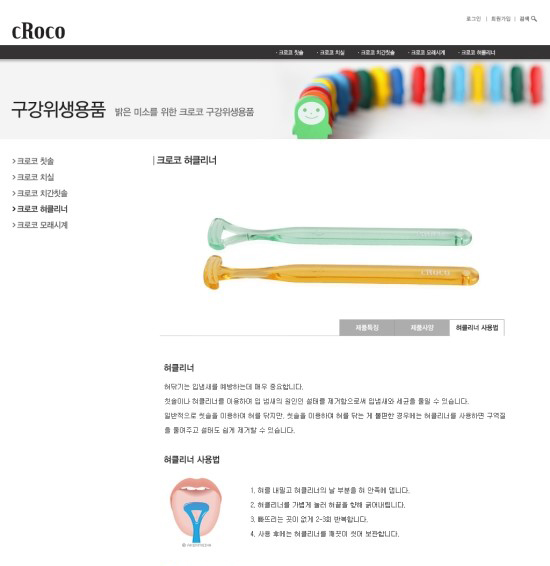 로그인 | 회원가입 | 검색
cRoco
· 크로코 칫솔 · 크로코 치실 · 크로코 치간칫솔 · 크로코 모래시계 · 크로코 혀클리너
구강위생용품 밝은 미소를 위한 크로코 구강위생용품
> 크로코 칫솔
> 크로코 치실
> 크로코 치간칫솔
> 크로코 혀클리너
> 크로코 모래시계
| 크로코 혀클리너
cRoco
제품특징 제품사양 혀클리너 사용법
혀클리너
혀닦기는 입냄새를 예방하는데 매우 중요합니다.
칫솔이나 혀클리너를 이용하여 입 냄새의 원인인 설태를 제거함으로써 입냄새와 세균을 줄일 수 있습니다.
일반적으로 칫솔을 이용하여 혀를 닦지만, 칫솔을 이용하여 혀를 닦는 게 불편한 경우에는 혀클리너를 사용하면 구역질
을 줄여주고 설태도 쉽게 제거할 수 있습니다.
혀클리너 사용법
1. 혀를 내밀고 혀클리너의 날 부분을 혀 안쪽에 댑니다.
2. 혀클리너를 가볍게 눌러 혀끝을 향해 긁어내립니다.
3. 빠뜨리는 곳이 없게 2-3회 반복합니다.
4. 사용 후에는 혀클리너를 깨끗이 씻어 보관합니다.